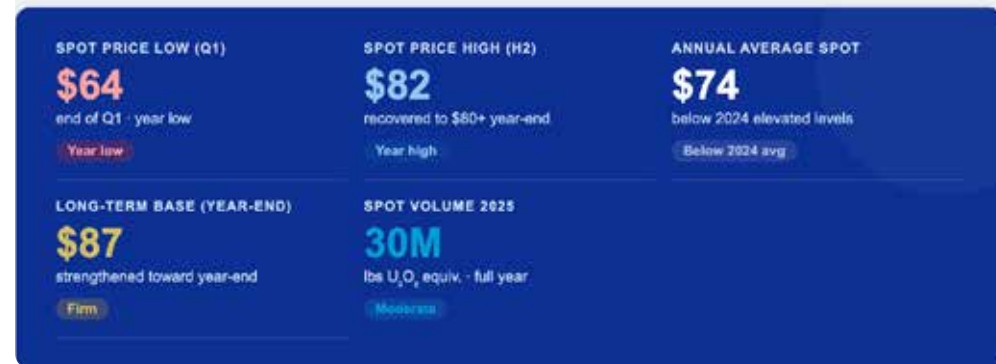 SPOT PRICE LOW (Q1)
$64
end of Q1 · year low
Year low
SPOT PRICE HIGH (H2)
$82
recovered to $80+ year-end
Year high
ANNUAL AVERAGE SPOT
$74
below 2024 elevated levels
Below 2024 avg
LONG-TERM BASE (YEAR-END)
$87
strengthened toward year-end
Firm
SPOT VOLUME 2025
30M
lbs U₃O₈ equiv. · full year
Moderate